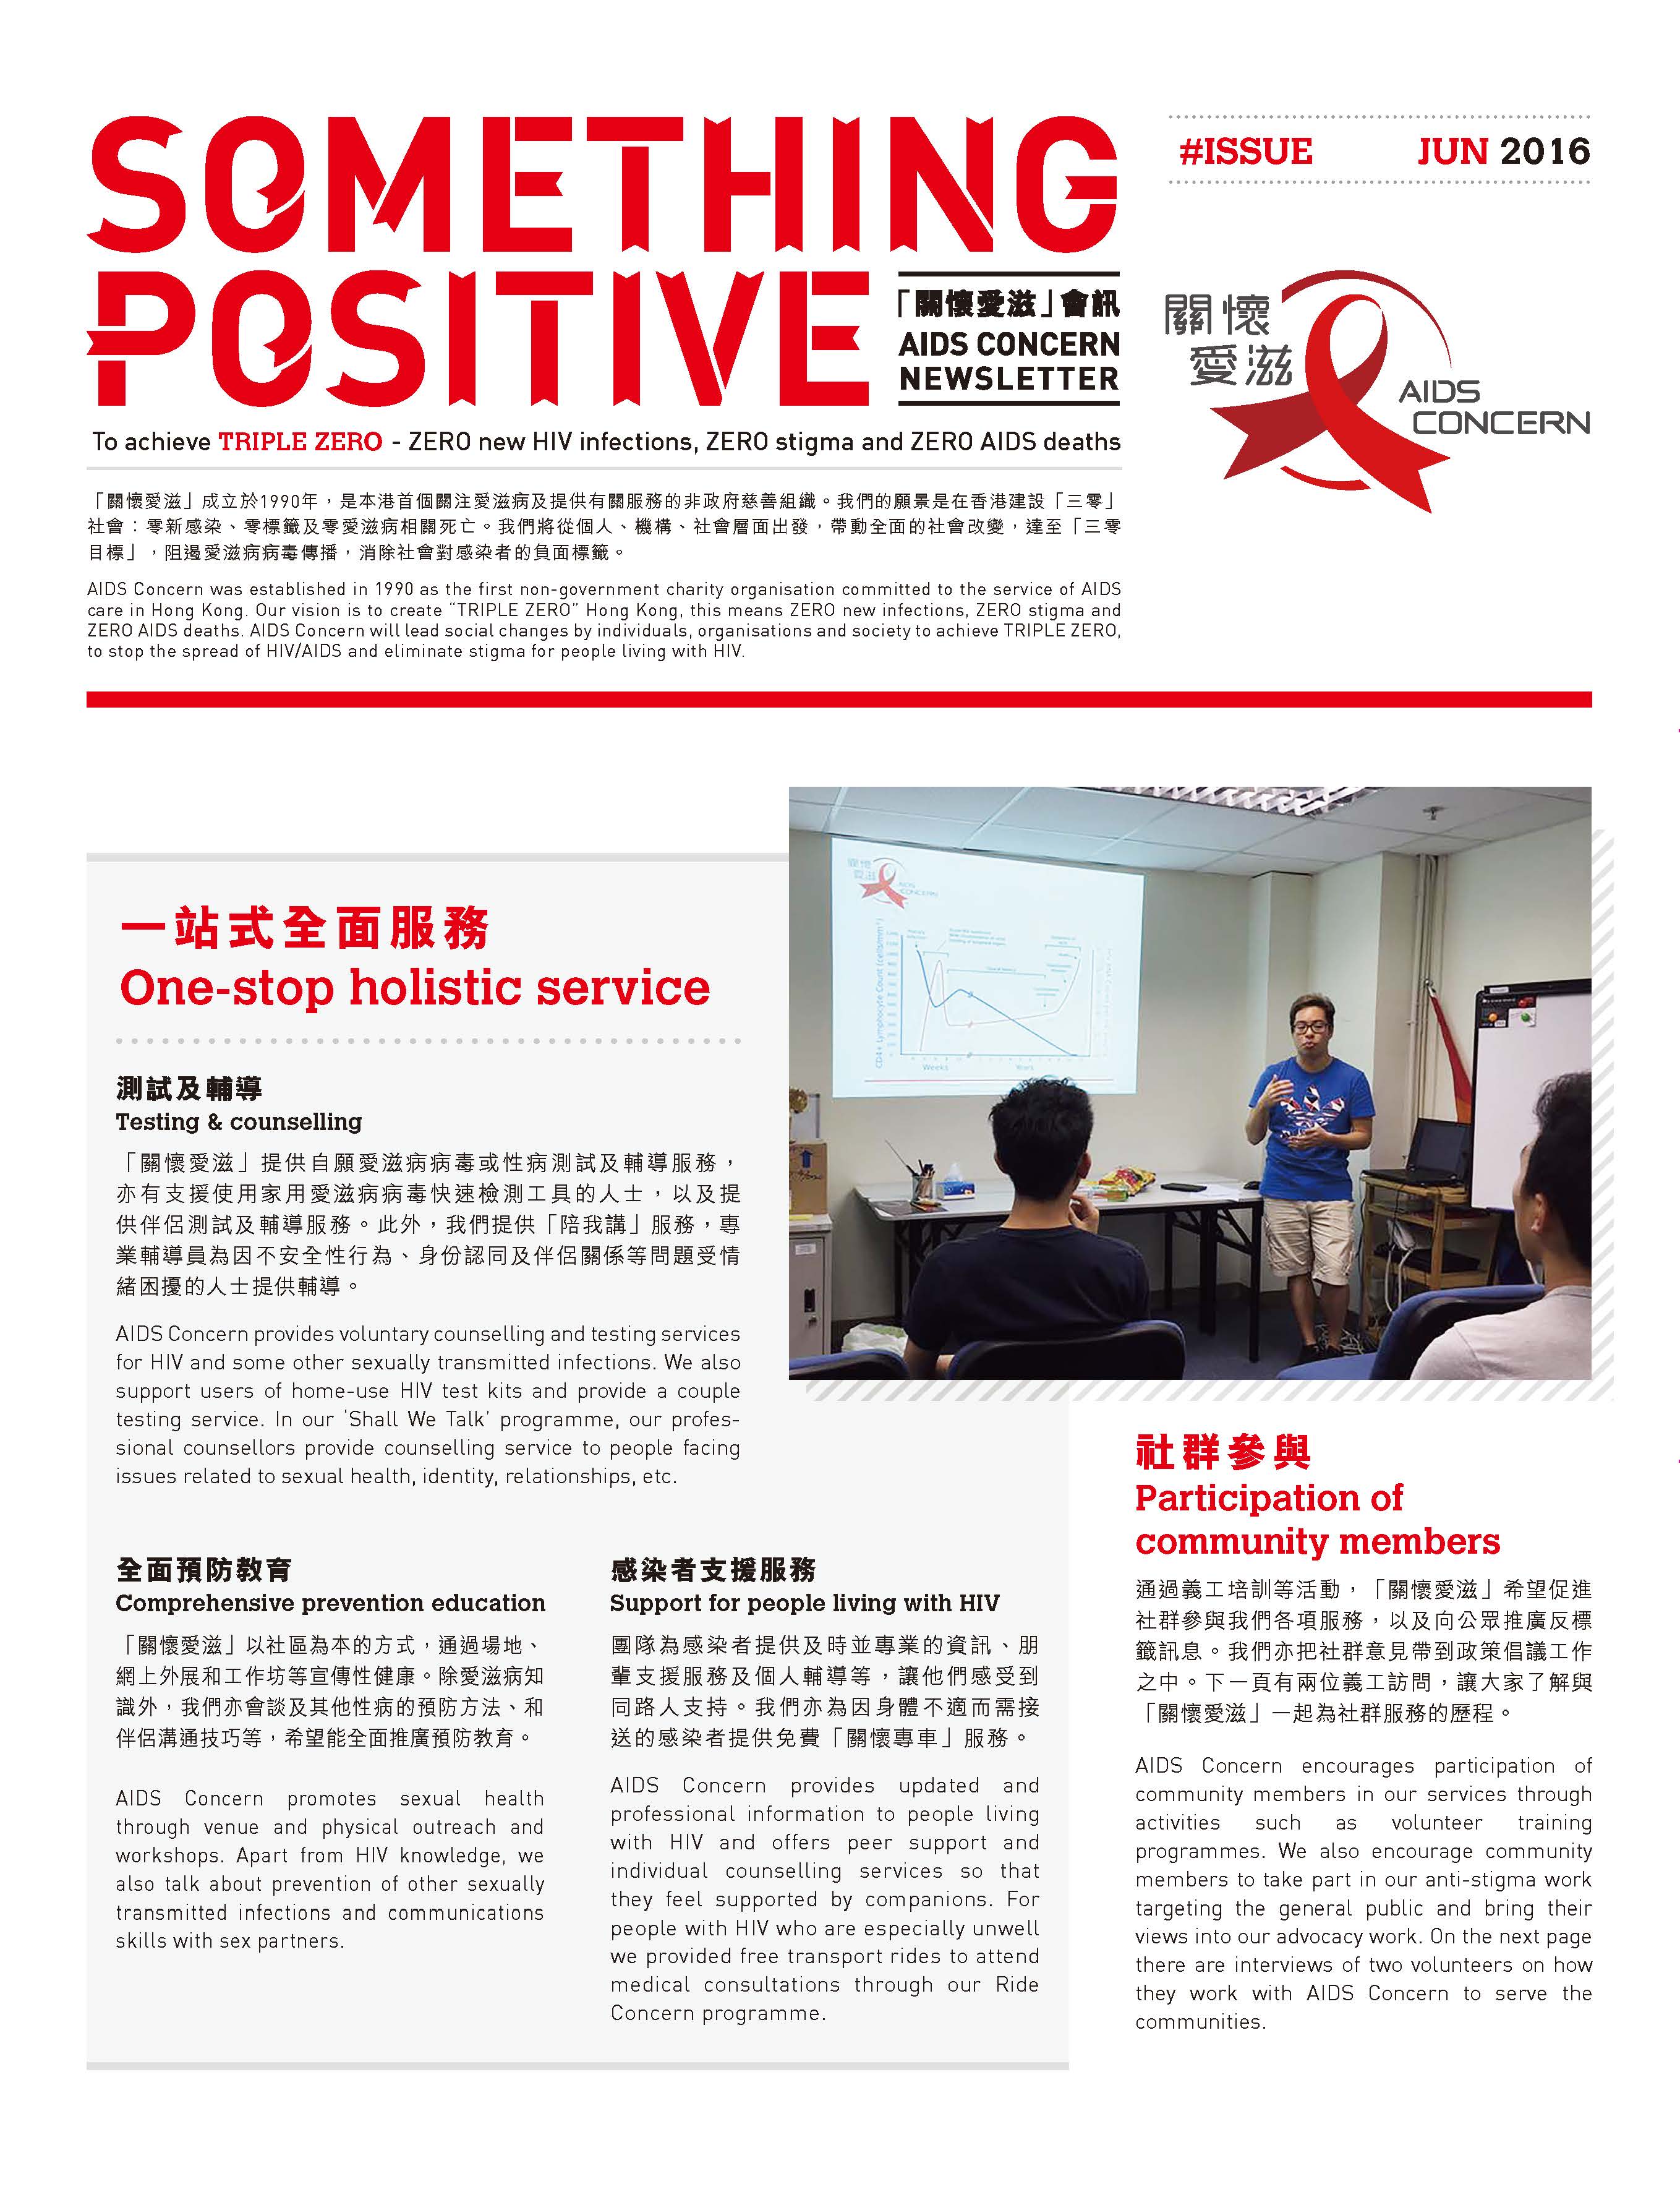 SOMETHING
POSITIVE
「關懷愛滋」會訊
AIDS CONCERN
NEWSLETTER
#ISSUE JUN 2016
關懷
愛滋
AIDS
CONCERN
To achieve TRIPLE ZERO - ZERO new HIV infections, ZERO stigma and ZERO AIDS deaths
「關懷愛滋」成立於1990年，是本港首個關注愛滋病及提供有關服務的非政府慈善組織。我們的願景是在香港建設「三零」
社會：零新感染、零標籤及零愛滋病相關死亡。我們將從個人、機構、社會層面出發，帶動全面的社會改變，達至「三零
目標」，阻遏愛滋病病毒傳播，消除社會對感染者的負面標籤。
AIDS Concern was established in 1990 as the first non-government charity organisation committed to the service of AIDS
care in Hong Kong. Our vision is to create “TRIPLE ZERO” Hong Kong, this means ZERO new infections, ZERO stigma and
ZERO AIDS deaths. AIDS Concern will lead social changes by individuals, organisations and society to achieve TRIPLE ZERO,
to stop the spread of HIV/AIDS and eliminate stigma for people living with HIV.
一站式全面服務
One-stop holistic service
測試及輔導
Testing & counselling
「關懷愛滋」提供自願愛滋病病毒或性病測試及輔導服務，
亦有支援使用家用愛滋病病毒快速檢測工具的人士，以及提
供伴侶測試及輔導服務。此外，我們提供「陪我講」服務，專
業輔導員為因不安全性行為、身份認同及伴侶關係等問題受情
緒困擾的人士提供輔導。
AIDS Concern provides voluntary counselling and testing services
for HIV and some other sexually transmitted infections. We also
support users of home-use HIV test kits and provide a couple
testing service. In our ‘Shall We Talk’ programme, our profes-
sional counsellors provide counselling service to people facing
issues related to sexual health, identity, relationships, etc.
關懷
愛滋
AIDS
CONCERN
CD4+ Lymphocyte Count (cells/mm³)
Weeks
Years
全面預防教育
Comprehensive prevention education
「關懷愛滋」以社區為本的方式，通過場地、
網上外展和工作坊等宣傳性健康。除愛滋病知
識外，我們亦會談及其他性病的預防方法、和
伴侶溝通技巧等，希望能全面推廣預防教育。
AIDS Concern promotes sexual health
through venue and physical outreach and
workshops. Apart from HIV knowledge, we
also talk about prevention of other sexually
transmitted infections and communications
skills with sex partners.
感染者支援服務
Support for people living with HIV
團隊為感染者提供及時並專業的資訊、朋
輩支援服務及個人輔導等，讓他們感受到
同路人支持。我們亦為因身體不適而需接
送的感染者提供免費「關懷專車」服務。
AIDS Concern provides updated and
professional information to people living
with HIV and offers peer support and
individual counselling services so that
they feel supported by companions. For
people with HIV who are especially unwell
we provided free transport rides to attend
medical consultations through our Ride
Concern programme.
社群參與
Participation of
community members
通過義工培訓等活動，「關懷愛滋」希望促進
社群參與我們各項服務，以及向公眾推廣反標
籤訊息。我們亦把社群意見帶到政策倡議工作
之中。下一頁有兩位義工訪問，讓大家了解與
「關懷愛滋」一起為社群服務的歷程。
AIDS Concern encourages participation of
community members in our services through
activities such as volunteer training
programmes. We also encourage community
members to take part in our anti-stigma work
targeting the general public and bring their
views into our advocacy work. On the next page
there are interviews of two volunteers on how
they work with AIDS Concern to serve the
communities.